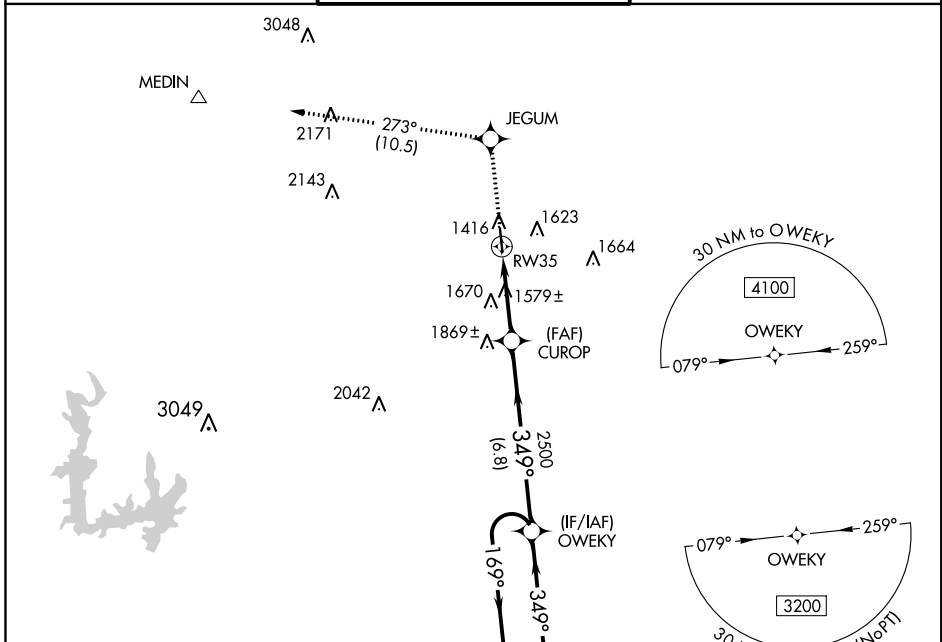 3048
MEDIN
JEGUM
2171
273°
(10.5)
2143
1416
1623
1664
RW35
30 NM to OWEKY
4100
OWEKY
079°
259°
1670
1579±
1869±
(FAF)
CUROP
2042
3049
2500
349°
(6.8)
(IF/IAF)
OWEKY
169°
349°
079°
259°
OWEKY
3200
30
(NoPT)